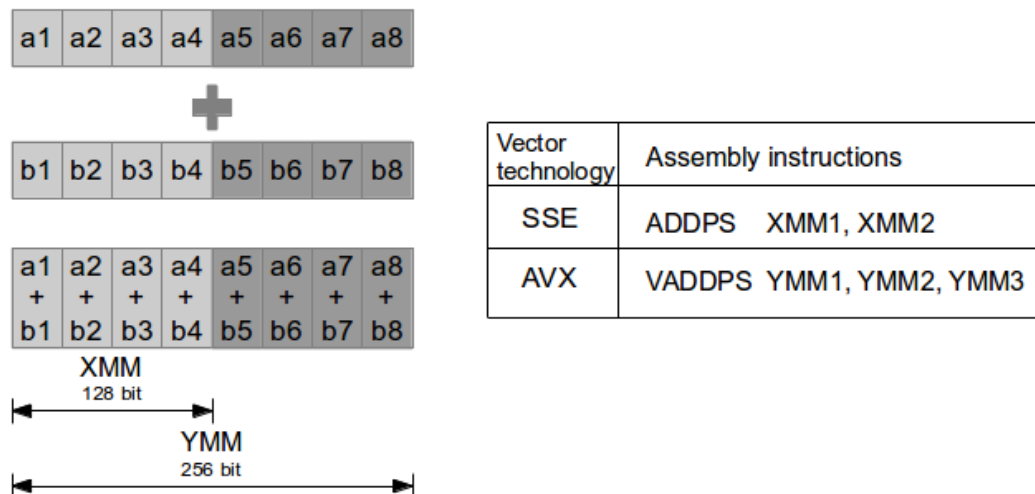 a1 a2 a3 a4 a5 a6 a7 a8
b1 b2 b3 b4 b5 b6 b7 b8
a1 a2 a3 a4 a5 a6 a7 a8
+ + + + + + + +
b1 b2 b3 b4 b5 b6 b7 b8
XMM
128 bit
YMM
256 bit
Vector
technology
Assembly instructions
SSE
ADDPS XMM1, XMM2
AVX
VADDPS YMM1, YMM2, YMM3